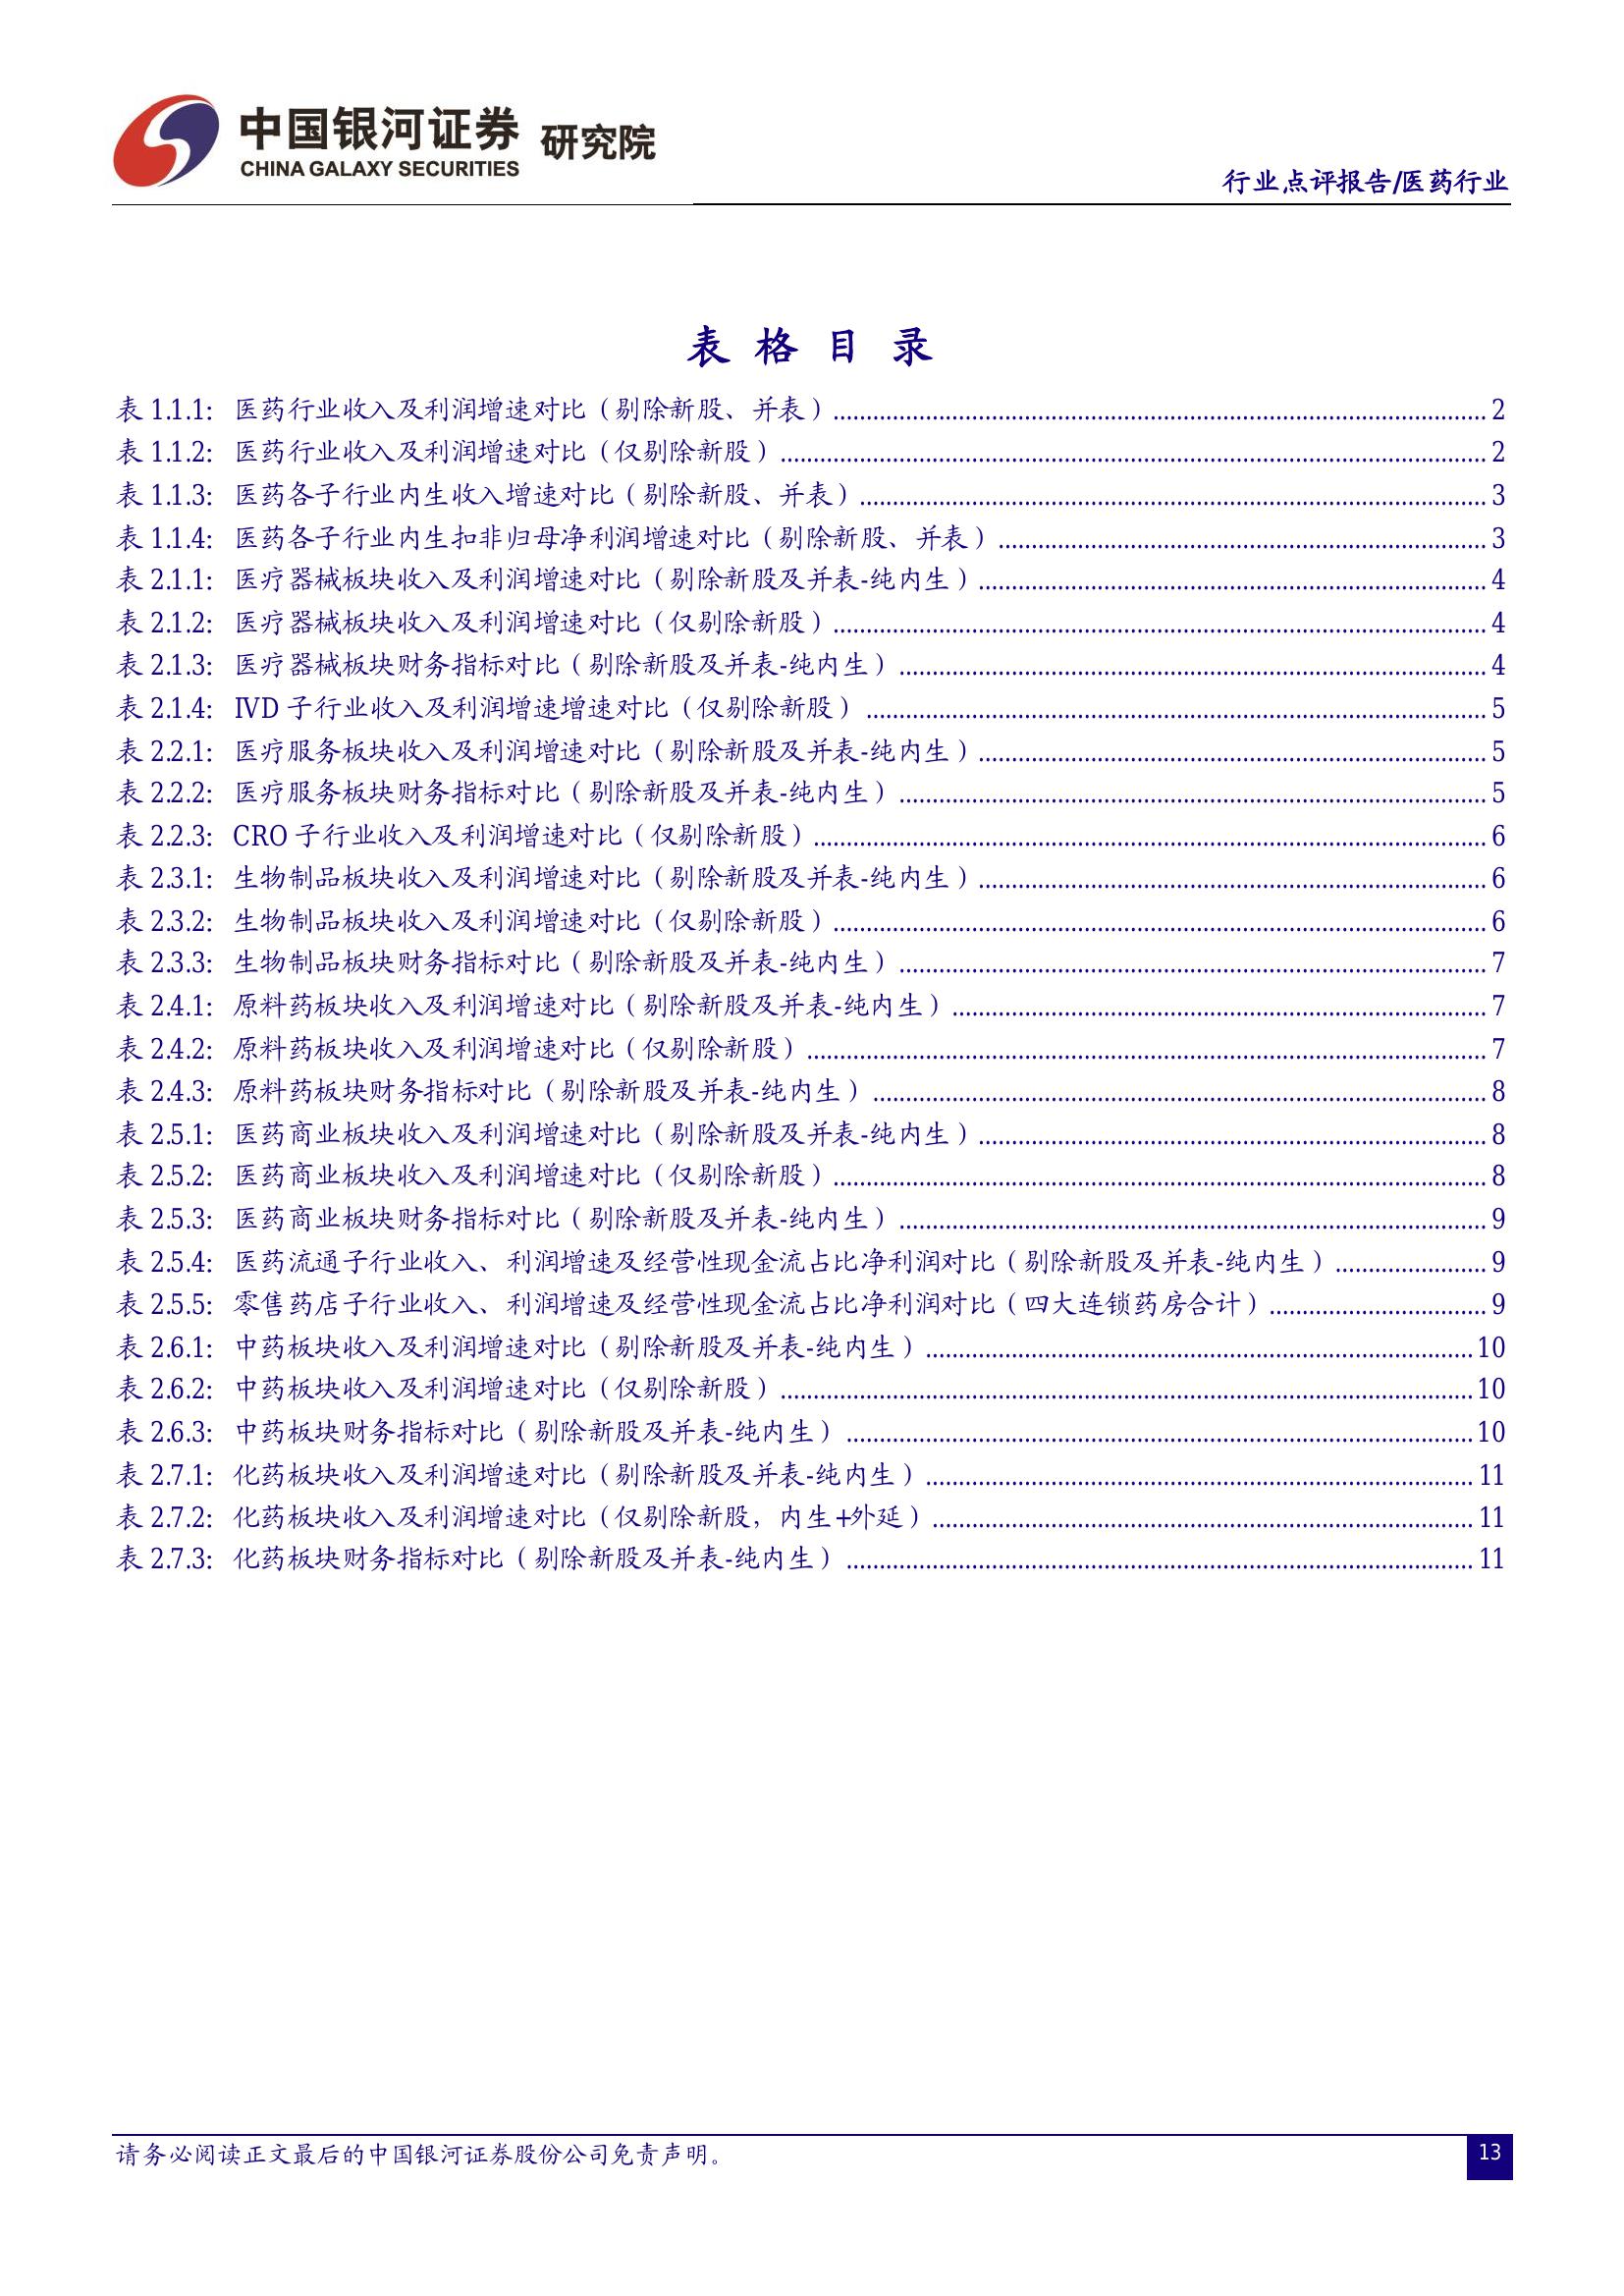 中国银河证券 研究院
CHINA GALAXY SECURITIES
行业点评报告/医药行业
表 格 目 录
表 1.1.1: 医药行业收入及利润增速对比（剔除新股、并表）2
表 1.1.2: 医药行业收入及利润增速对比（仅剔除新股）2
表 1.1.3: 医药各子行业内生收入增速对比（剔除新股、并表）3
表 1.1.4: 医药各子行业内生扣非归母净利润增速对比（剔除新股、并表）3
表 2.1.1: 医疗器械板块收入及利润增速对比（剔除新股及并表-纯内生）4
表 2.1.2: 医疗器械板块收入及利润增速对比（仅剔除新股）4
表 2.1.3: 医疗器械板块财务指标对比（剔除新股及并表-纯内生）4
表 2.1.4: IVD 子行业收入及利润增速增速对比（仅剔除新股）5
表 2.2.1: 医疗服务板块收入及利润增速对比（剔除新股及并表-纯内生）5
表 2.2.2: 医疗服务板块财务指标对比（剔除新股及并表-纯内生）5
表 2.2.3: CRO 子行业收入及利润增速对比（仅剔除新股）6
表 2.3.1: 生物制品板块收入及利润增速对比（剔除新股及并表-纯内生）6
表 2.3.2: 生物制品板块收入及利润增速对比（仅剔除新股）6
表 2.3.3: 生物制品板块财务指标对比（剔除新股及并表-纯内生）7
表 2.4.1: 原料药板块收入及利润增速对比（剔除新股及并表-纯内生）7
表 2.4.2: 原料药板块收入及利润增速对比（仅剔除新股）7
表 2.4.3: 原料药板块财务指标对比（剔除新股及并表-纯内生）8
表 2.5.1: 医药商业板块收入及利润增速对比（剔除新股及并表-纯内生）8
表 2.5.2: 医药商业板块收入及利润增速对比（仅剔除新股）8
表 2.5.3: 医药商业板块财务指标对比（剔除新股及并表-纯内生）9
表 2.5.4: 医药流通子行业收入、利润增速及经营性现金流占比净利润对比（剔除新股及并表-纯内生）9
表 2.5.5: 零售药店子行业收入、利润增速及经营性现金流占比净利润对比（四大连锁药房合计）9
表 2.6.1: 中药板块收入及利润增速对比（剔除新股及并表-纯内生）10
表 2.6.2: 中药板块收入及利润增速对比（仅剔除新股）10
表 2.6.3: 中药板块财务指标对比（剔除新股及并表-纯内生）10
表 2.7.1: 化药板块收入及利润增速对比（剔除新股及并表-纯内生）11
表 2.7.2: 化药板块收入及利润增速对比（仅剔除新股，内生+外延）11
表 2.7.3: 化药板块财务指标对比（剔除新股及并表-纯内生）11
请务必阅读正文最后的中国银河证券股份公司免责声明。
13